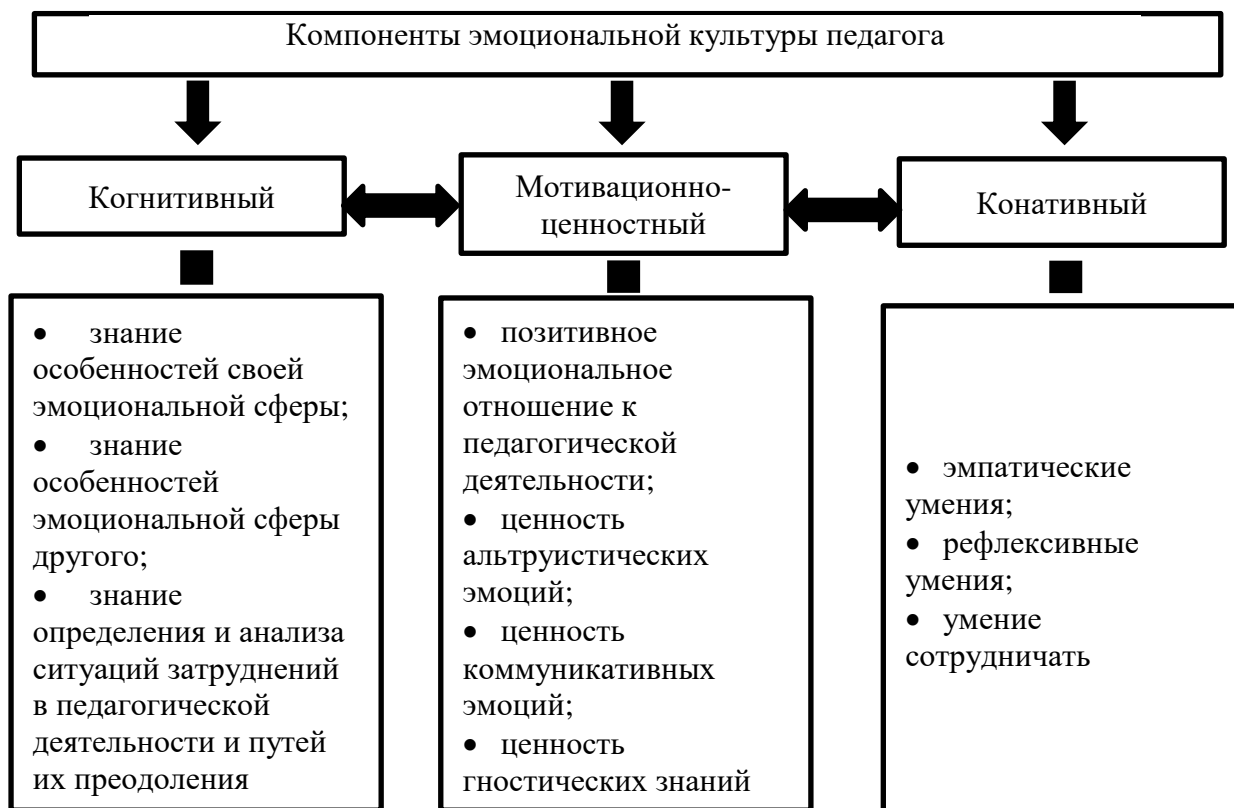 Компоненты эмоциональной культуры педагога
Когнитивный
Мотивационно-
ценностный
Конативный
• знание
особенностей своей
эмоциональной сферы;
• знание
особенностей
эмоциональной сферы
другого;
• знание
определения и анализа
ситуаций затруднений
в педагогической
деятельности и путей
их преодоления
• позитивное
эмоциональное
отношение к
педагогической
деятельности;
• ценность
альтруистических
эмоций;
• ценность
коммуникативных
эмоций;
• ценность
гностических знаний
• эмпатические
умения;
• рефлексивные
умения;
• умение
сотрудничать